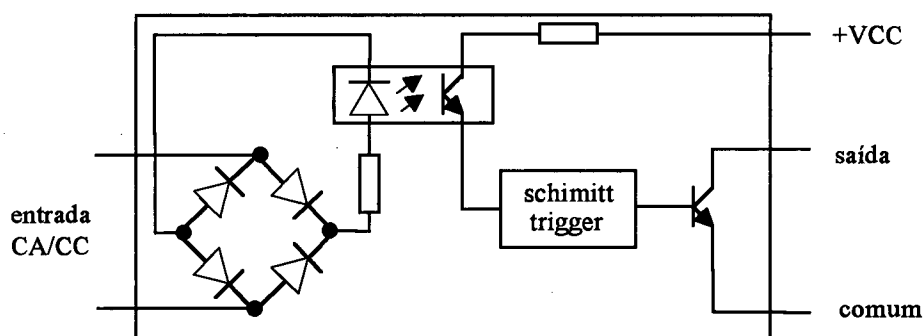 +VCC
saída
schimitt
trigger
entrada
CA/CC
comum